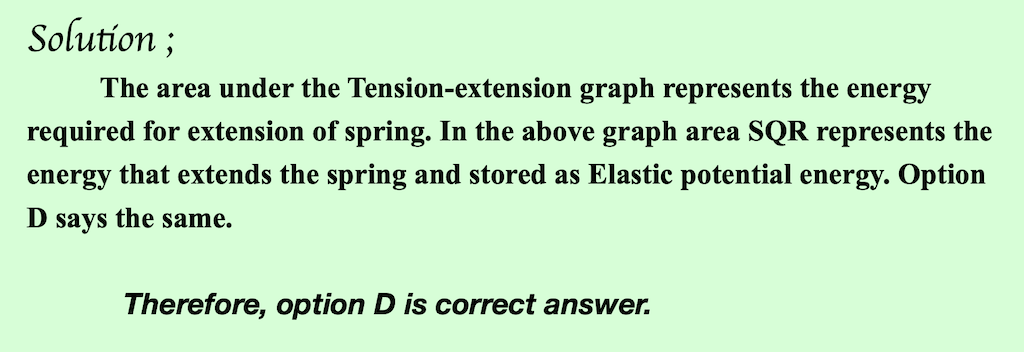 Solution ;
The area under the Tension-extension graph represents the energy
required for extension of spring. In the above graph area SQR represents the
energy that extends the spring and stored as Elastic potential energy. Option
D says the same.
Therefore, option D is correct answer.